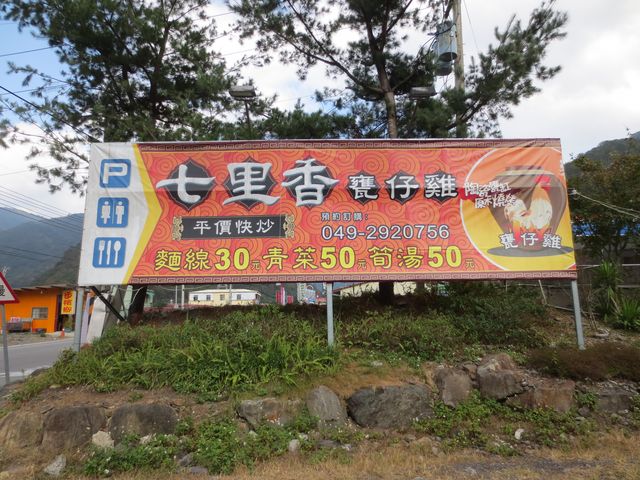 P
七里香 甕仔雞
平價快炒
預約訂購:
049-2920756
麵線30元 青菜50元 筍湯50元
甕仔雞